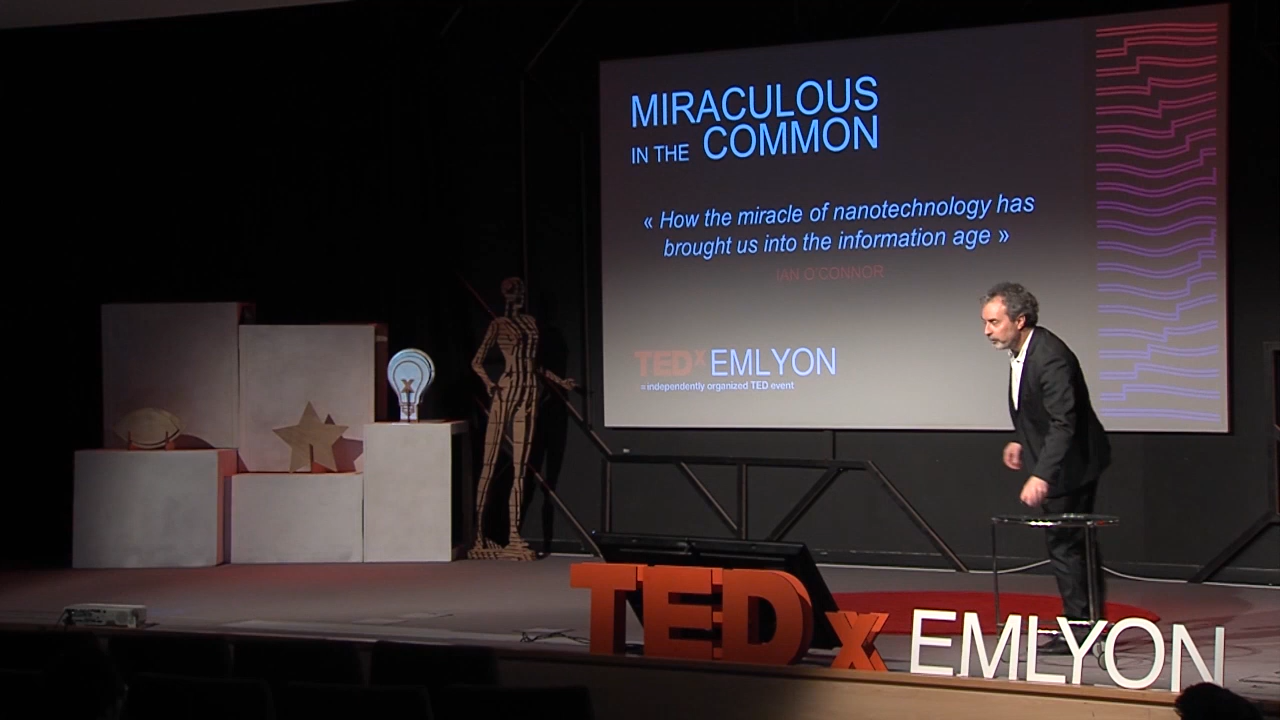 MIRACULOUS
IN THE COMMON
« How the miracle of nanotechnology has
brought us into the information age »
IAN O'CONNOR
TEDx EMLYON
x independently organized TED event
TEDx EMLYON